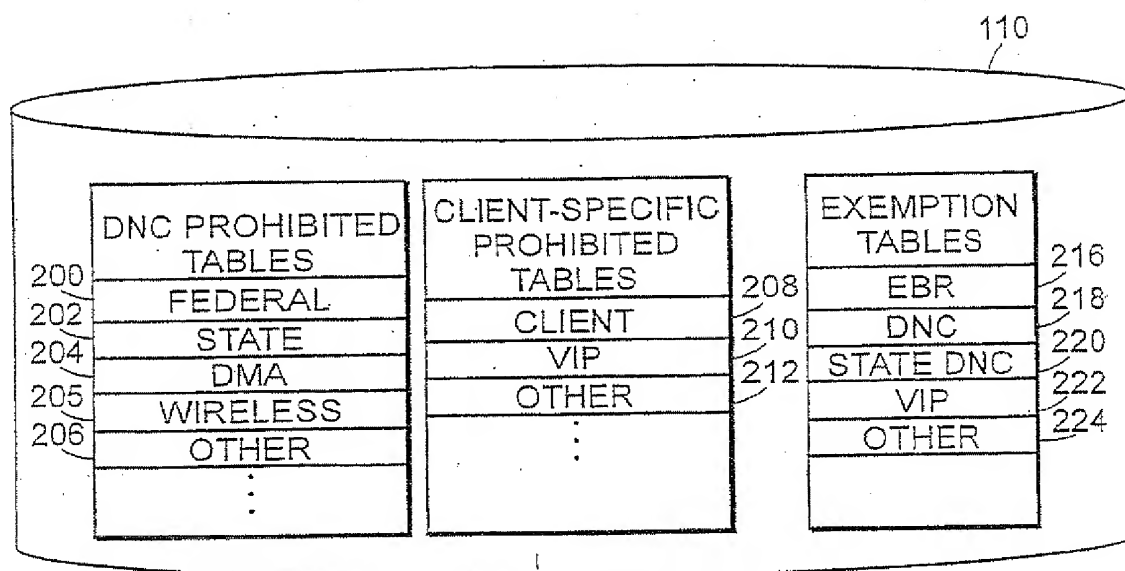 110
DNC PROHIBITED
TABLES
200
FEDERAL
202
STATE
204
DMA
205
WIRELESS
206
OTHER
CLIENT-SPECIFIC
PROHIBITED
TABLES
208
CLIENT
210
VIP
212
OTHER
EXEMPTION
TABLES
216
EBR
218
DNC
220
STATE DNC
222
VIP
224
OTHER